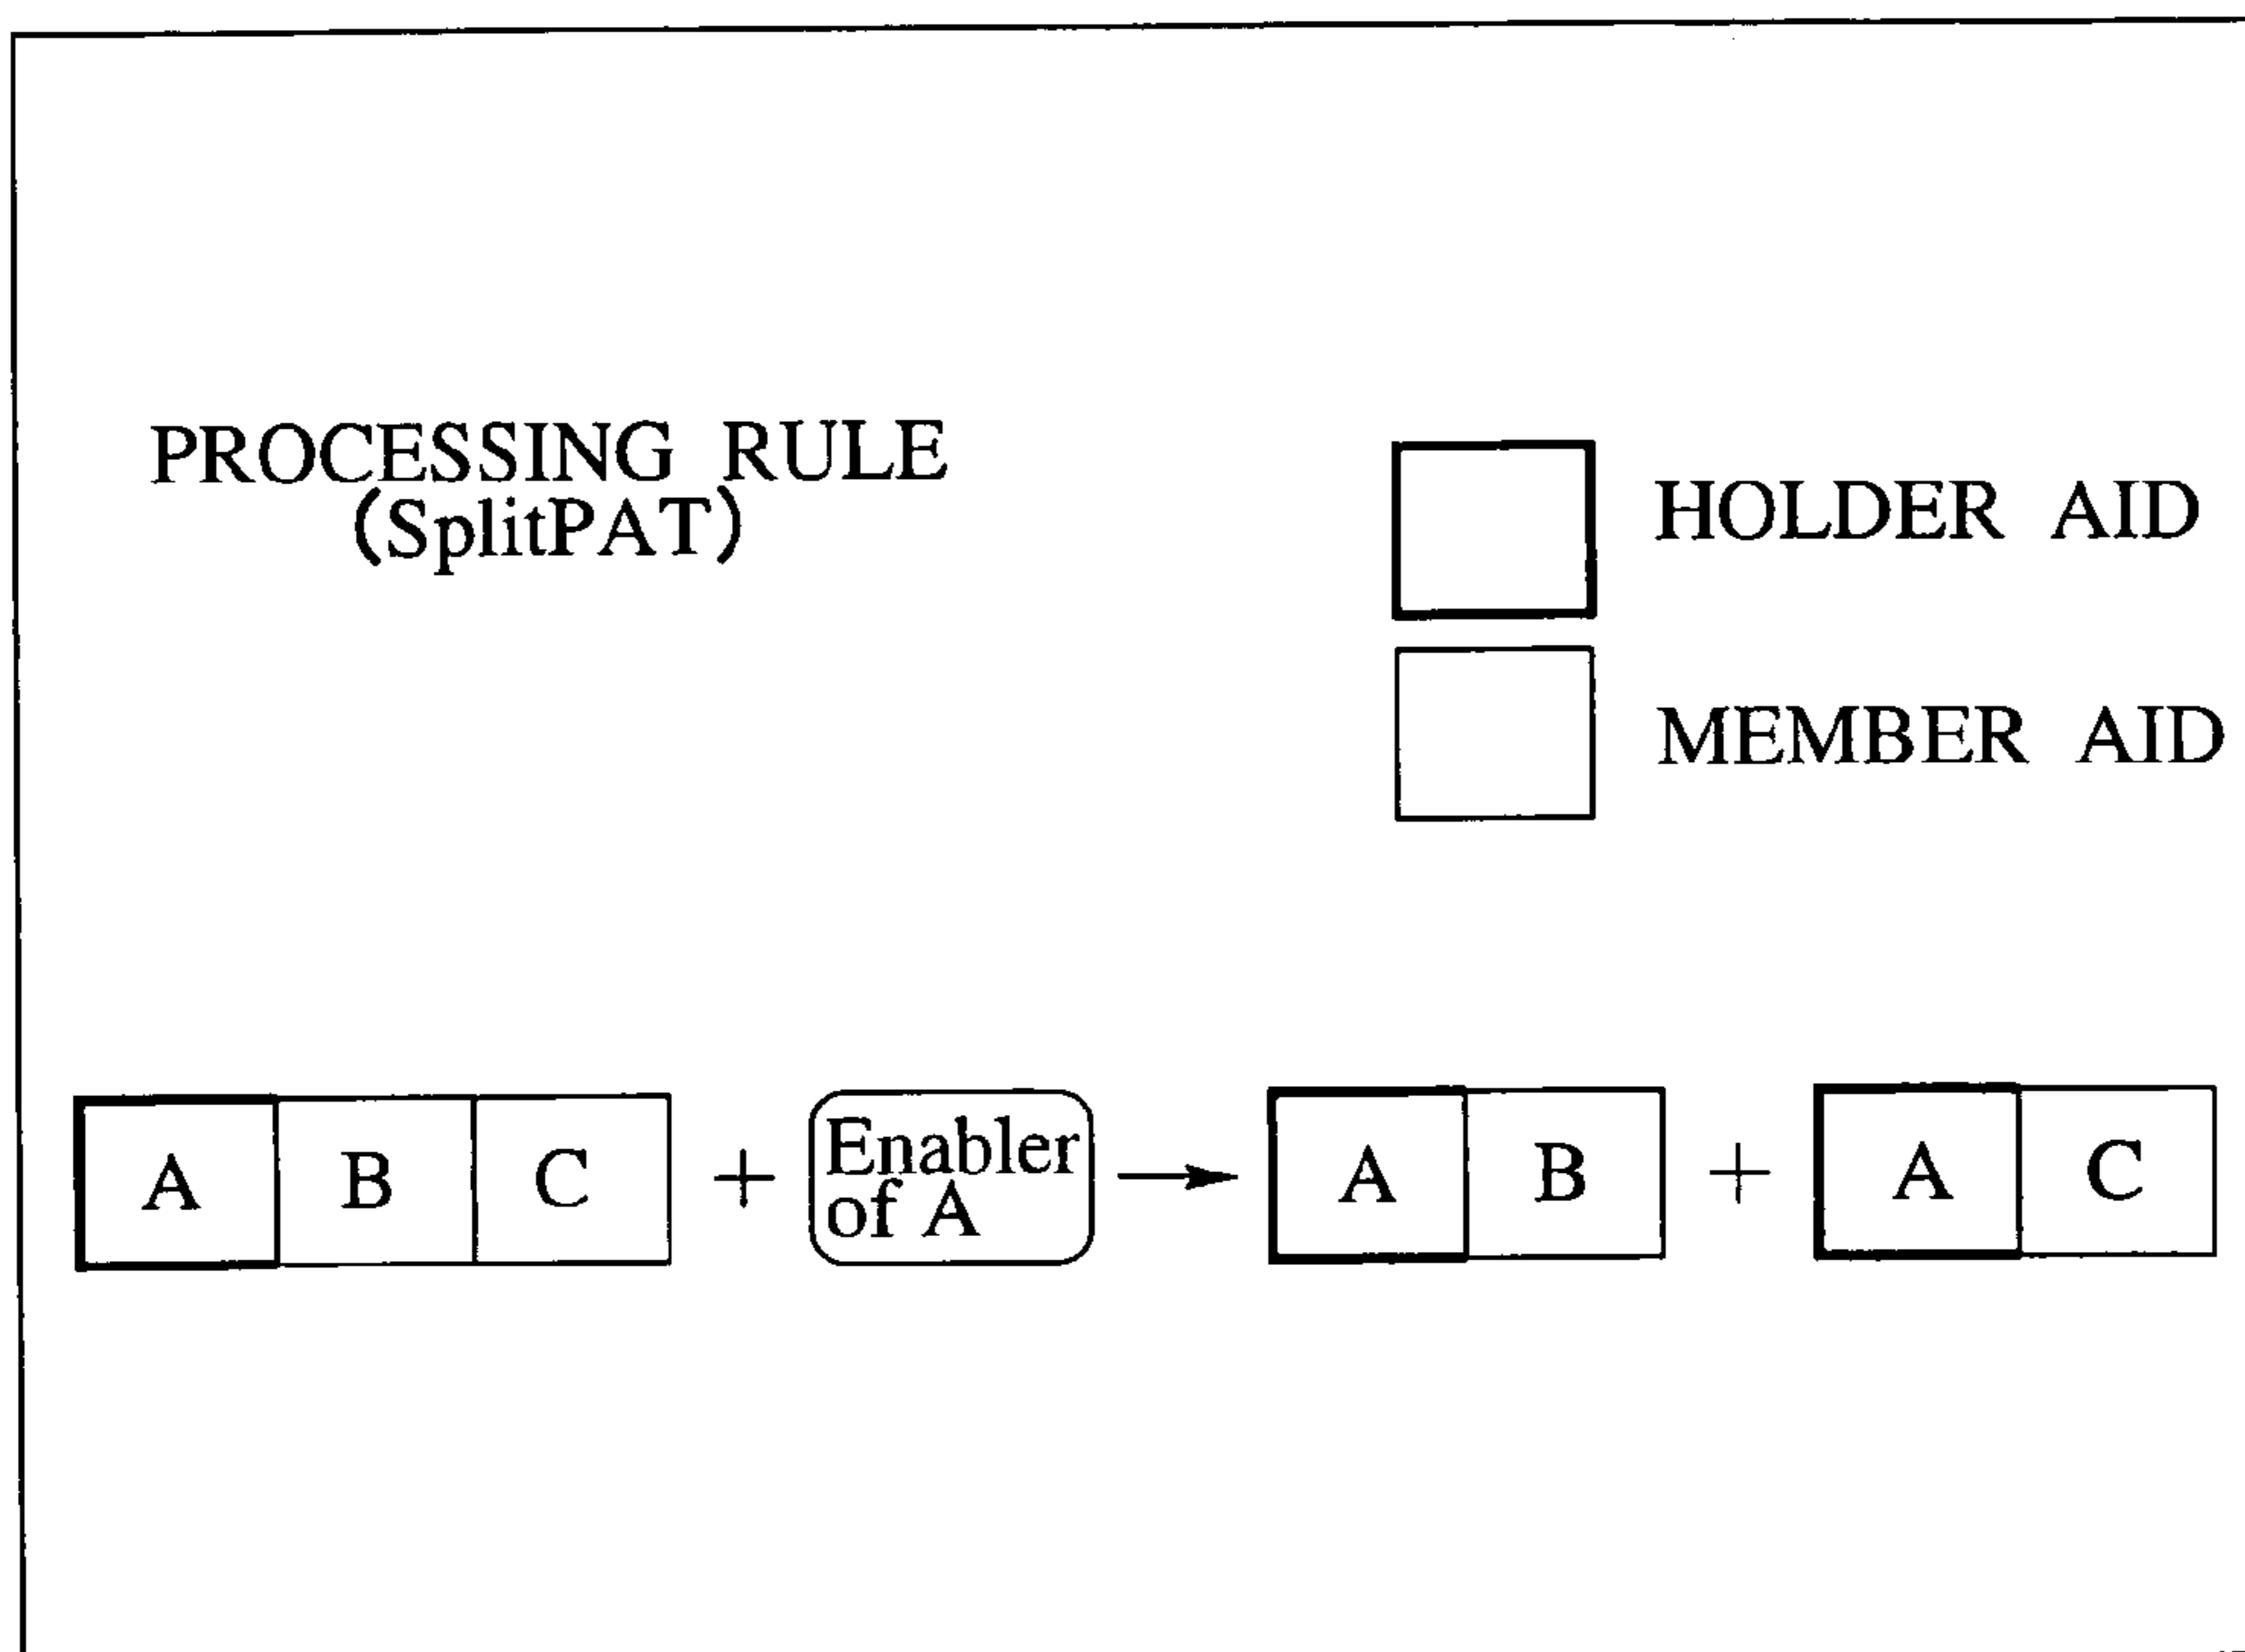 PROCESSING RULE
(SplitPAT)
HOLDER AID
MEMBER AID
A B C + Enabler of A → A B + A C